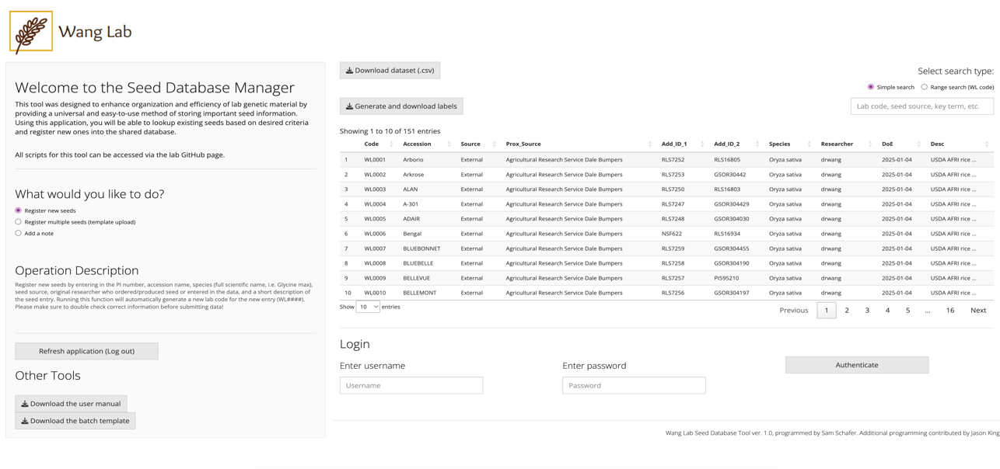 Wang Lab
Welcome to the Seed Database Manager
This tool was designed to enhance organization and efficiency of lab genetic material by
providing a universal and easy-to-use method of storing important seed information.
Using this application, you will be able to lookup existing seeds based on desired criteria
and register new ones into the shared database.
All scripts for this tool can be accessed via the lab GitHub page.
What would you like to do?
Register new seeds
Register multiple seeds (template upload)
Add a note
Operation Description
Register new seeds by entering in the PI number, accession name, species (full scientific name, i.e. Glycine max),
seed source, original researcher who ordered/produced seed or entered in the data, and a short description of
the seed entry. Running this function will automatically generate a new lab code for the new entry (WL####).
Please make sure to double check correct information before submitting data!
Refresh application (Log out)
Other Tools
Download the user manual
Download the batch template
Download dataset (.csv)
Generate and download labels
Select search type:
Simple search Range search (WL code)
Lab code, seed source, key term, etc.
Showing 1 to 10 of 151 entries
Code Accession Source Prox_Source Add_ID_1 Add_ID_2 Species Researcher DoE Desc
1 WL0001 Arborio External Agricultural Research Service Dale Bumpers RLS7252 RLS16805 Oryza sativa drwang 2025-01-04 USDA AFRI rice ...
2 WL0002 Arkrose External Agricultural Research Service Dale Bumpers RLS7253 GSOR30442 Oryza sativa drwang 2025-01-04 USDA AFRI rice ...
3 WL0003 ALAN External Agricultural Research Service Dale Bumpers RLS7250 RLS16803 Oryza sativa drwang 2025-01-04 USDA AFRI rice ...
4 WL0004 A-301 External Agricultural Research Service Dale Bumpers RLS7247 GSOR304429 Oryza sativa drwang 2025-01-04 USDA AFRI rice ...
5 WL0005 ADAIR External Agricultural Research Service Dale Bumpers RLS7248 GSOR304030 Oryza sativa drwang 2025-01-04 USDA AFRI rice ...
6 WL0006 Bengal External Agricultural Research Service Dale Bumpers NSF622 RLS16934 Oryza sativa drwang 2025-01-04 USDA AFRI rice ...
7 WL0007 BLUEBONNET External Agricultural Research Service Dale Bumpers RLS7259 GSOR304455 Oryza sativa drwang 2025-01-04 USDA AFRI rice ...
8 WL0008 BLUEBELLE External Agricultural Research Service Dale Bumpers RLS7258 GSOR304190 Oryza sativa drwang 2025-01-04 USDA AFRI rice ...
9 WL0009 BELLEVUE External Agricultural Research Service Dale Bumpers RLS7257 PI595210 Oryza sativa drwang 2025-01-04 USDA AFRI rice ...
10 WL0010 BELLEMONT External Agricultural Research Service Dale Bumpers RLS7256 GSOR304197 Oryza sativa drwang 2025-01-04 USDA AFRI rice ...
Show 10 entries
Previous 1 2 3 4 5 ... 16 Next
Login
Enter username Enter password
Username Password Authenticate
Wang Lab Seed Database Tool ver. 1.0, programmed by Sam Schafer. Additional programming contributed by Jason King